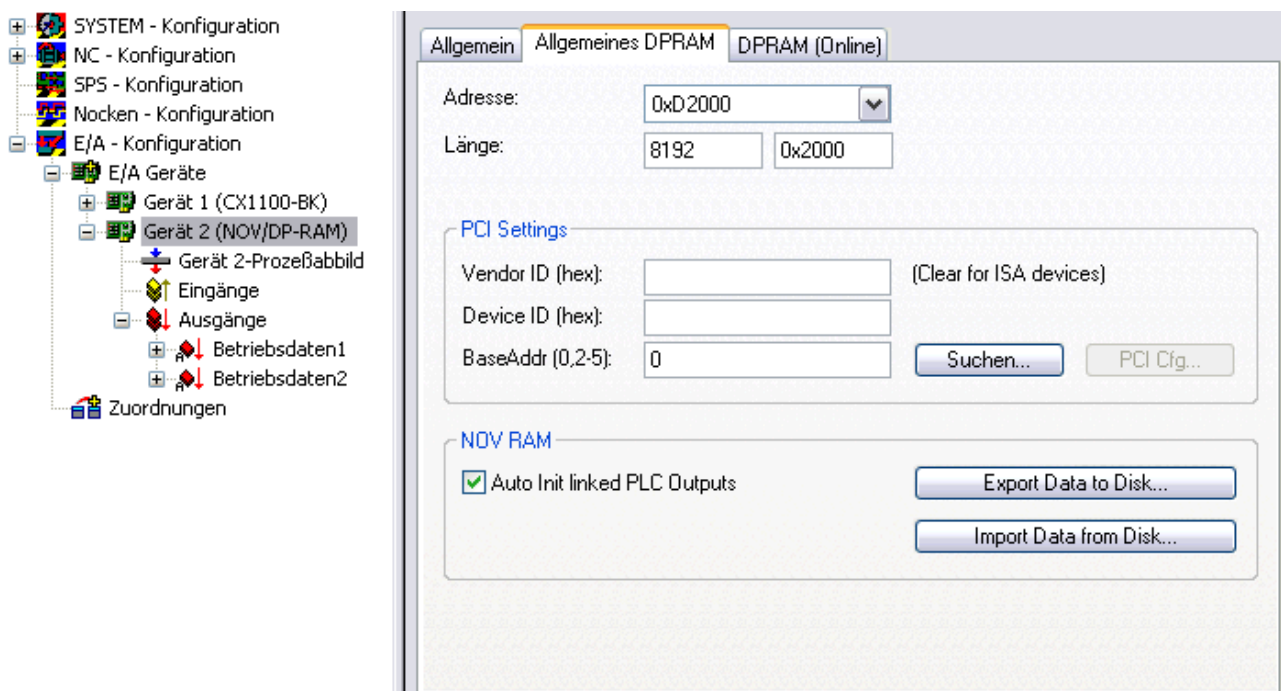 SYSTEM - Konfiguration
NC - Konfiguration
SPS - Konfiguration
Nocken - Konfiguration
E/A - Konfiguration
E/A Geräte
Gerät 1 (CX1100-BK)
Gerät 2 (NOV/DP-RAM)
Gerät 2-Prozeßabbild
Eingänge
Ausgänge
Betriebsdaten1
Betriebsdaten2
Zuordnungen
Allgemein Allgemeines DPRAM DPRAM (Online)
Adresse: 0xD2000
Länge: 8192 0x2000
PCI Settings
Vendor ID (hex): (Clear for ISA devices)
Device ID (hex):
BaseAddr (0,2-5): 0 Suchen... PCI Cfg...
NOV RAM
Auto Init linked PLC Outputs Export Data to Disk...
Import Data from Disk...